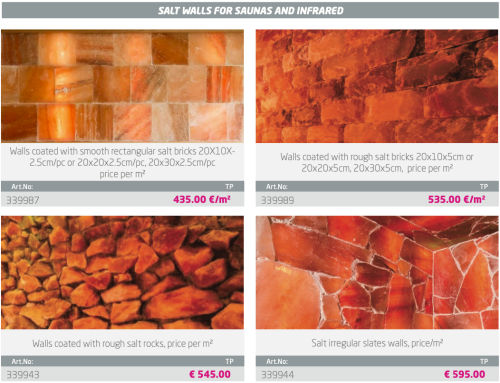 SALT WALLS FOR SAUNAS AND INFRARED
Walls coated with smooth rectangular salt bricks 20X10X-
2.5cm/pc or 20x20x2.5cm/pc, 20x30x2.5cm/pc
price per m²
Art.No: TP
339987 435.00 €/m²
Walls coated with rough salt bricks 20x10x5cm or
20x20x5cm, 20x30x5cm, price per m²
Art.No: TP
339989 535.00 €/m²
Walls coated with rough salt rocks, price per m²
Art.No: TP
339943 € 545.00
Salt irregular slates walls, price/m²
Art.No: TP
339944 € 595.00